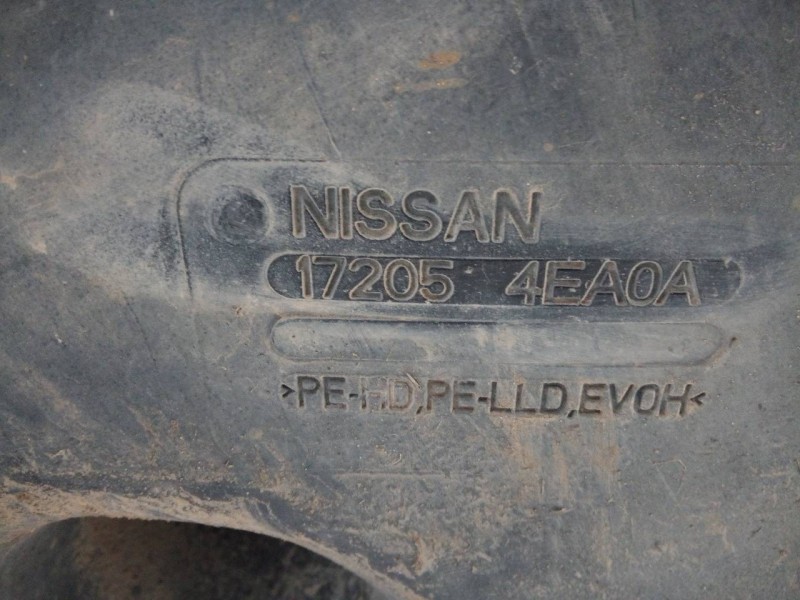 NISSAN
17205 4EA0A
>PE-HD,PE-LLD,EVOH<